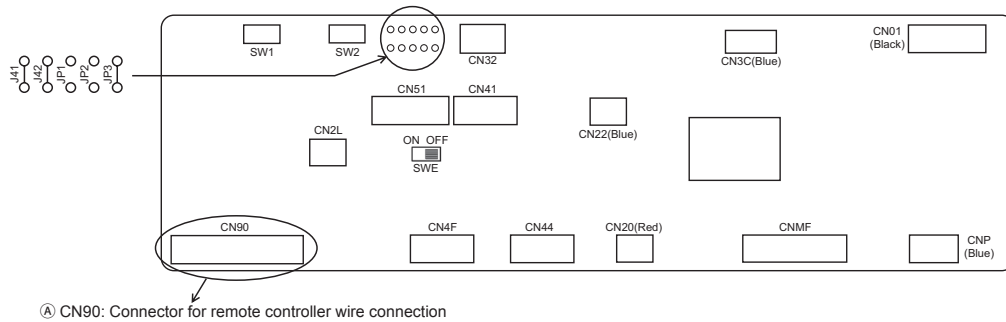 J41
J42
JP1
JP2
JP3
SW1
SW2
CN32
CN3C(Blue)
CN01
(Black)
CN51
CN41
CN22(Blue)
CN2L
ON OFF
SWE
CN90
CN4F
CN44
CN20(Red)
CNMF
CNP
(Blue)
Ⓐ CN90: Connector for remote controller wire connection